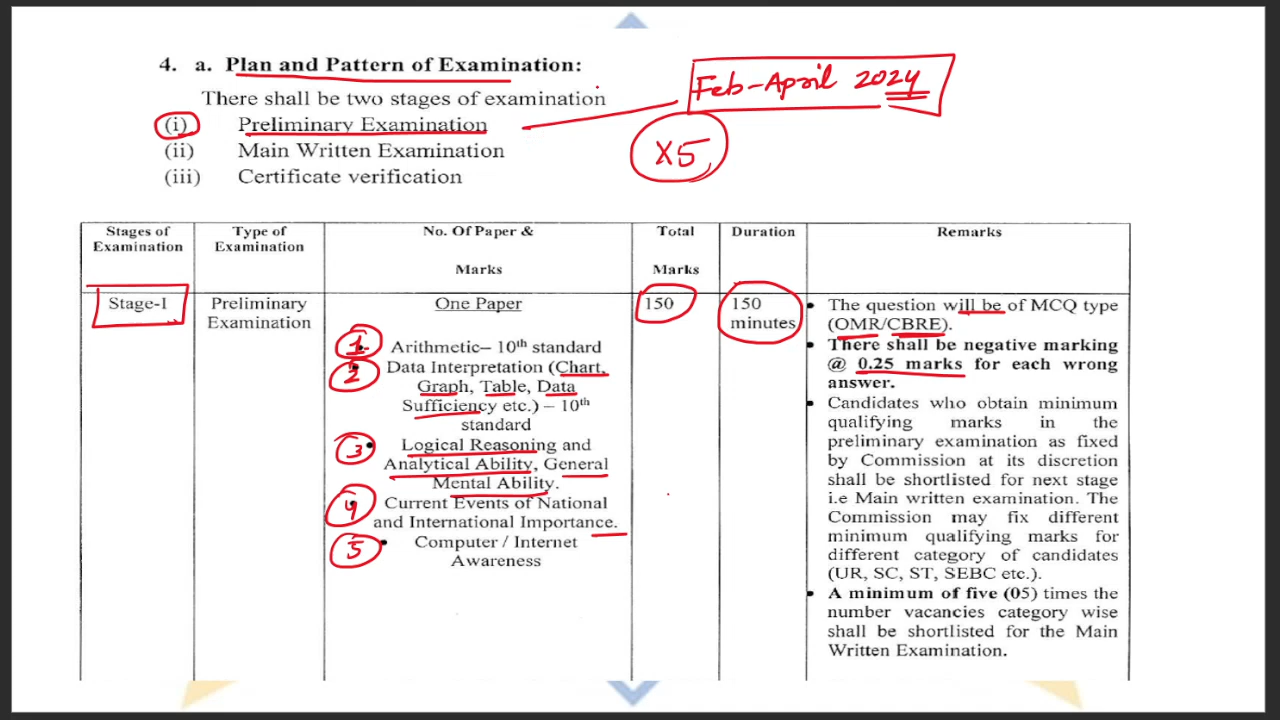 4. a. Plan and Pattern of Examination:
Feb-April 2024
There shall be two stages of examination
(i) Preliminary Examination
X5
(ii) Main Written Examination
(iii) Certificate verification
Stages of Examination
Type of Examination
No. Of Paper &
Marks
Total
Marks
Duration
Remarks
Stage-I
Preliminary
Examination
One Paper
1 Arithmetic– 10th standard
2 Data Interpretation (Chart,
Graph, Table, Data
Sufficiency etc.) – 10th
standard
3 Logical Reasoning and
Analytical Ability, General
Mental Ability.
4 Current Events of National
and International Importance.
5 • Computer / Internet
Awareness
150
150
minutes
• The question will be of MCQ type
(OMR/CBRE).
• There shall be negative marking
@ 0.25 marks for each wrong
answer.
• Candidates who obtain minimum
qualifying marks in the
preliminary examination as fixed
by Commission at its discretion
shall be shortlisted for next stage
i.e Main written examination. The
Commission may fix different
minimum qualifying marks for
different category of candidates
(UR, SC, ST, SEBC etc.).
• A minimum of five (05) times the
number vacancies category wise
shall be shortlisted for the Main
Written Examination.